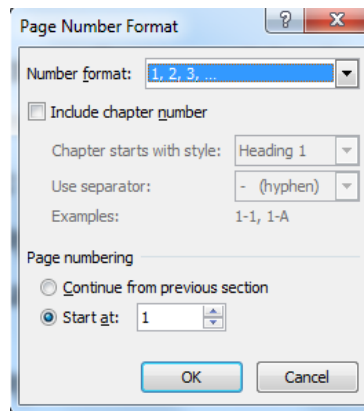 Page Number Format
Number format: 1, 2, 3, ...
Include chapter number
Chapter starts with style: Heading 1
Use separator: - (hyphen)
Examples: 1-1, 1-A
Page numbering
Continue from previous section
Start at: 1
OK Cancel